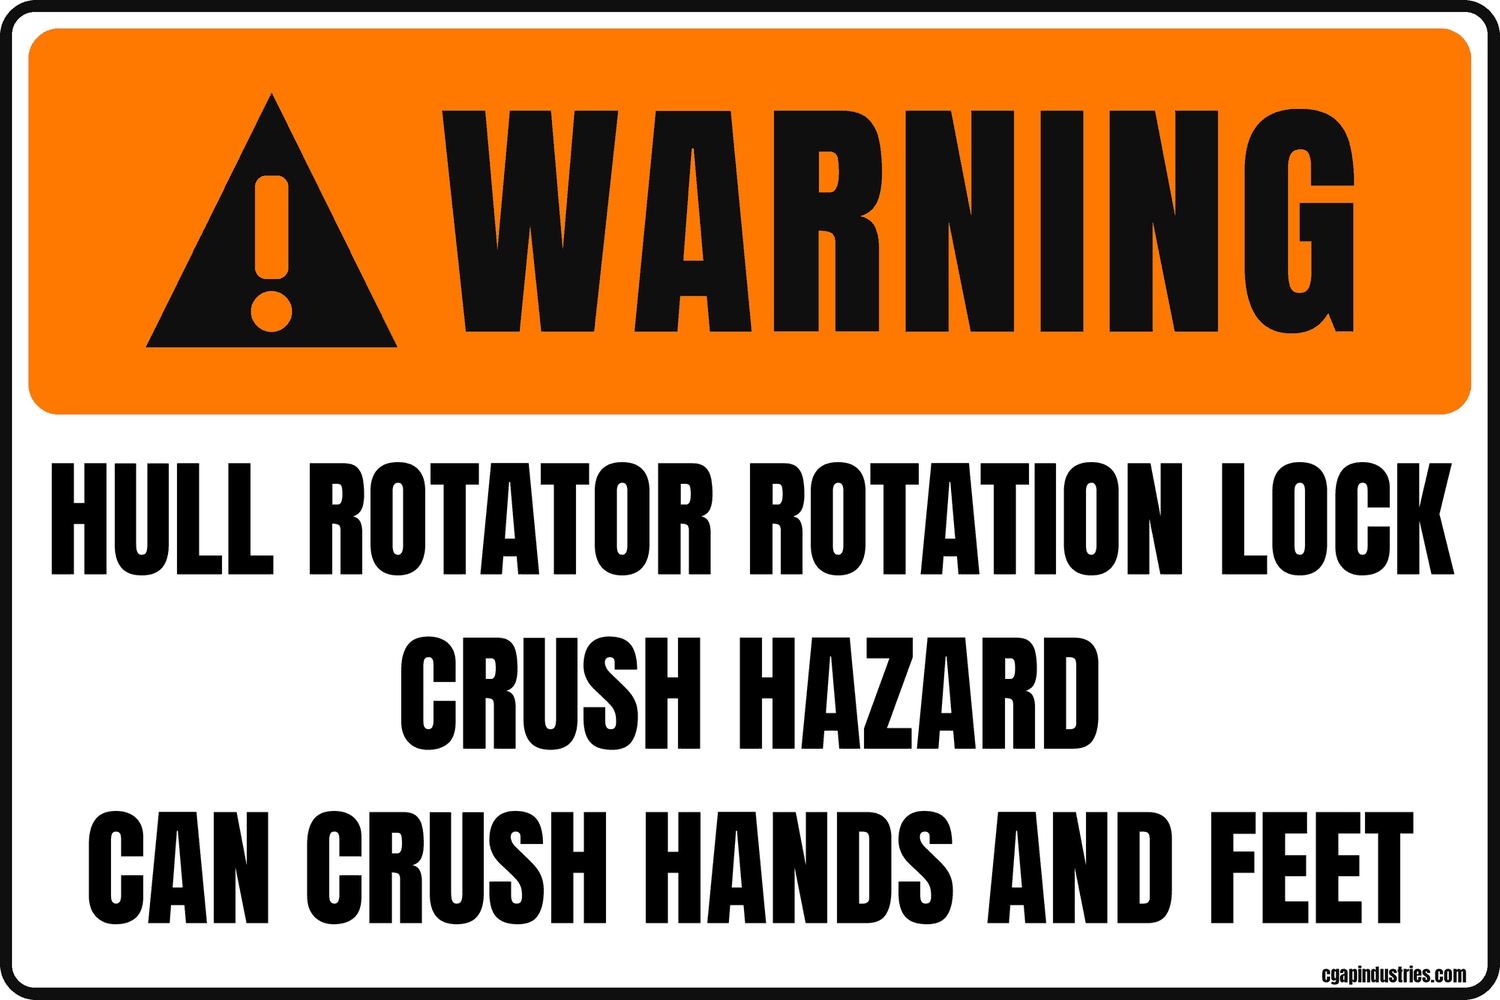 WARNING
HULL ROTATOR ROTATION LOCK
CRUSH HAZARD
CAN CRUSH HANDS AND FEET
cgapindustries.com